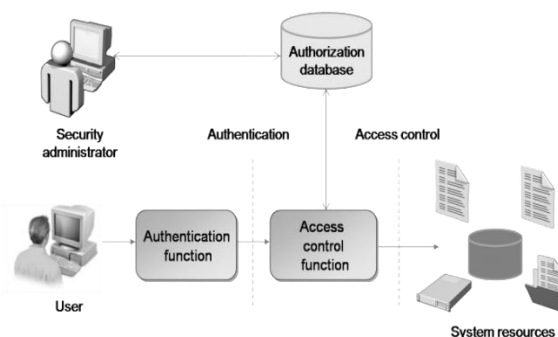 Authorization
database
Security
administrator
Authentication
Access control
Authentication
function
Access
control
function
User
System resources